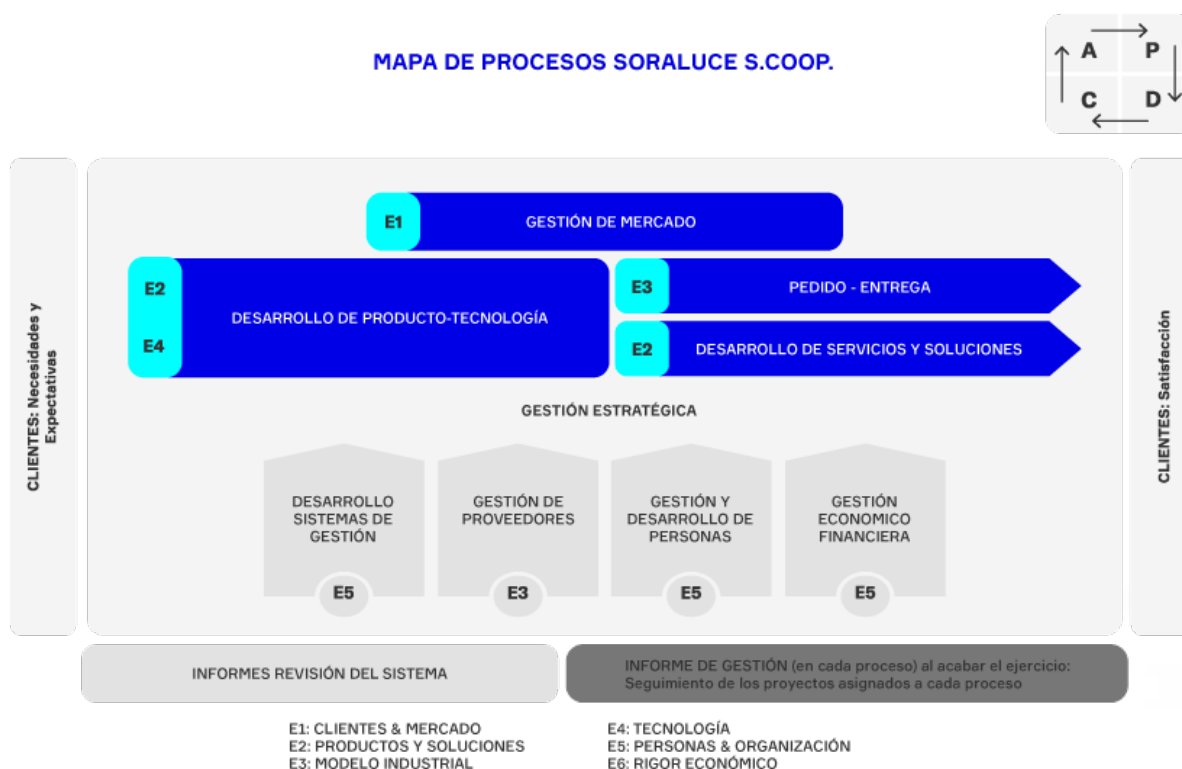 MAPA DE PROCESOS SORALUCE S.COOP.
A P
C D
CLIENTES: Necesidades y
Expectativas
E1
GESTIÓN DE MERCADO
E2
E4
DESARROLLO DE PRODUCTO-TECNOLOGÍA
E3
PEDIDO - ENTREGA
E2
DESARROLLO DE SERVICIOS Y SOLUCIONES
GESTIÓN ESTRATÉGICA
DESARROLLO
SISTEMAS DE
GESTIÓN
E5
GESTIÓN DE
PROVEEDORES
E3
GESTIÓN Y
DESARROLLO DE
PERSONAS
E5
GESTIÓN
ECONOMICO
FINANCIERA
E5
CLIENTES: Satisfacción
INFORMES REVISIÓN DEL SISTEMA
INFORME DE GESTIÓN (en cada proceso) al acabar el ejercicio:
Seguimiento de los proyectos asignados a cada proceso
E1: CLIENTES & MERCADO
E2: PRODUCTOS Y SOLUCIONES
E3: MODELO INDUSTRIAL
E4: TECNOLOGÍA
E5: PERSONAS & ORGANIZACIÓN
E6: RIGOR ECONÓMICO